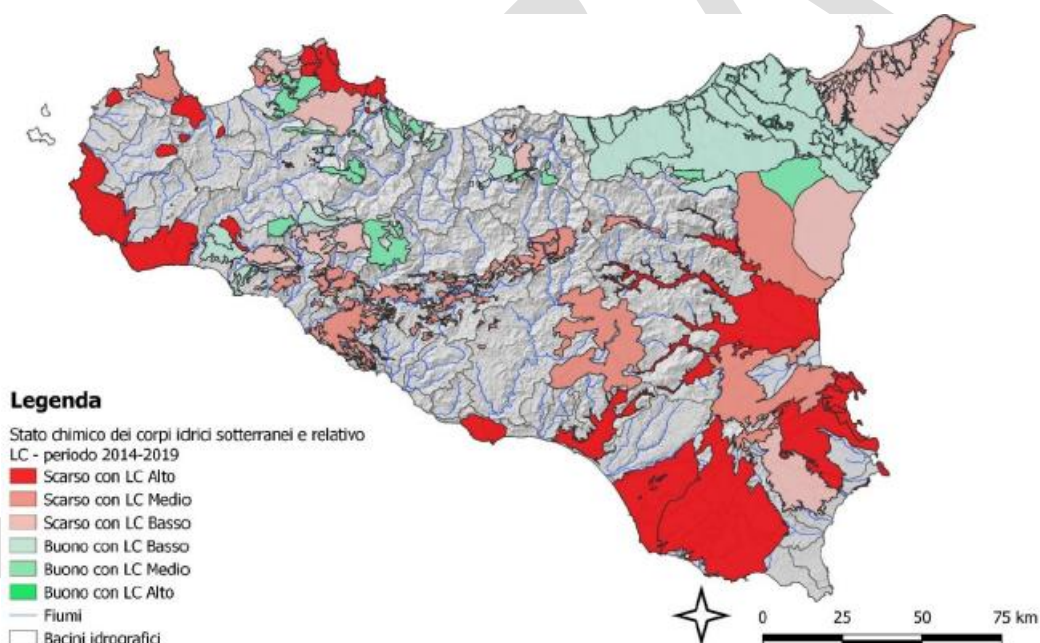 Legenda
Stato chimico dei corpi idrici sotterranei e relativo
LC - periodo 2014-2019
Scarso con LC Alto
Scarso con LC Medio
Scarso con LC Basso
Buono con LC Basso
Buono con LC Medio
Buono con LC Alto
Fiumi
Bacini idrografici
0 25 50 75 km